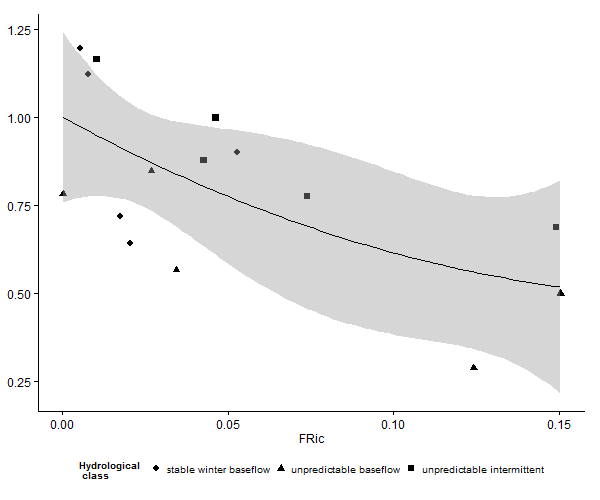 1.25
1.00
0.75
0.50
0.25
0.00 0.05 0.10 0.15
FRic
Hydrological
class
stable winter baseflow unpredictable baseflow unpredictable intermittent